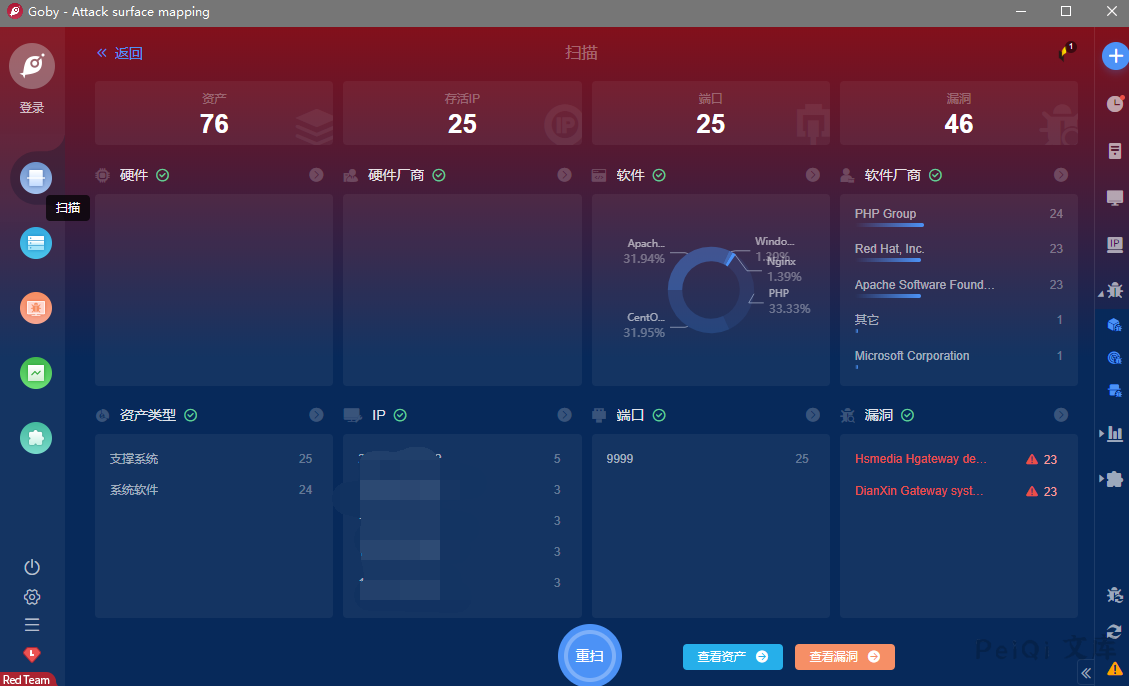 Goby - Attack surface mapping
返回
扫描
1
登录
资产
76
存活IP
25
端口
25
漏洞
46
硬件
硬件厂商
软件
软件厂商
扫描
Apach...
31.94%
Windo...
1.39%
Nginx
1.39%
PHP
33.33%
CentO...
31.95%
PHP Group 24
Red Hat, Inc. 23
Apache Software Found... 23
其它 1
Microsoft Corporation 1
IP
资产类型
IP
端口
漏洞
支撑系统 25
系统软件 24
5
3
3
3
3
9999 25
Hsmedia Hgateway de... 23
DianXin Gateway syst... 23
重扫
查看资产
查看漏洞
PeiQi 文库
Red Team